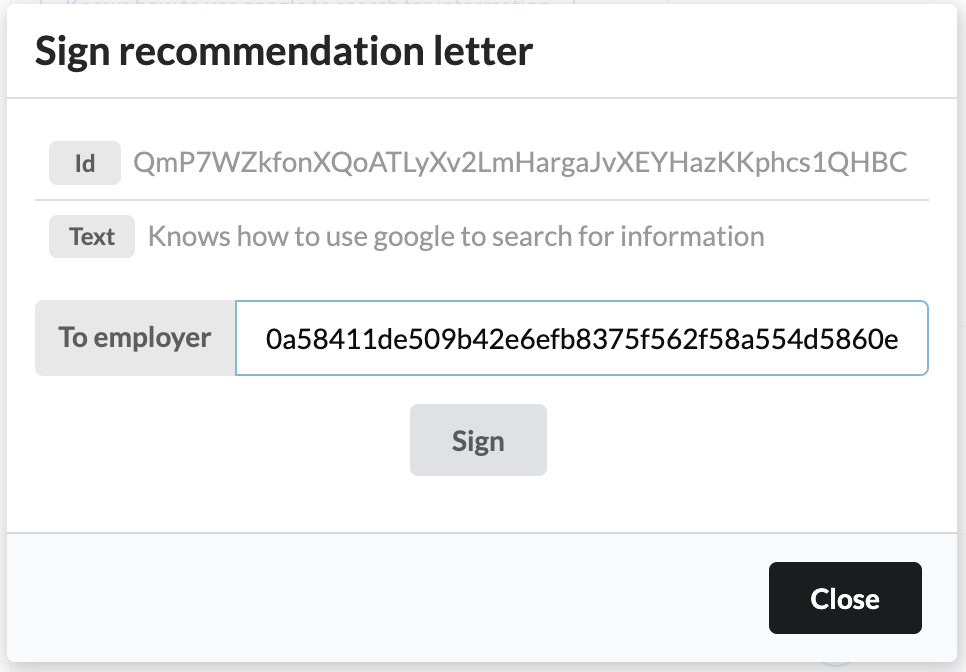 Sign recommendation letter
Id QmP7WZkfonXQoATLyXv2LmHargaJvXEYHazKKphcs1QHBC
Text Knows how to use google to search for information
To employer 0a58411de509b42e6efb8375f562f58a554d5860e
Sign
Close